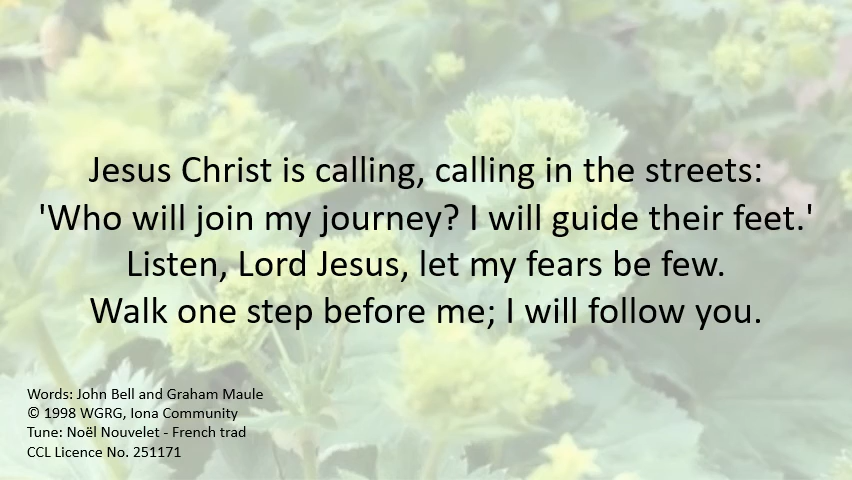 Jesus Christ is calling, calling in the streets:
'Who will join my journey? I will guide their feet.'
Listen, Lord Jesus, let my fears be few.
Walk one step before me; I will follow you.
Words: John Bell and Graham Maule
© 1998 WGRG, Iona Community
Tune: Noël Nouvelet - French trad
CCL Licence No. 251171